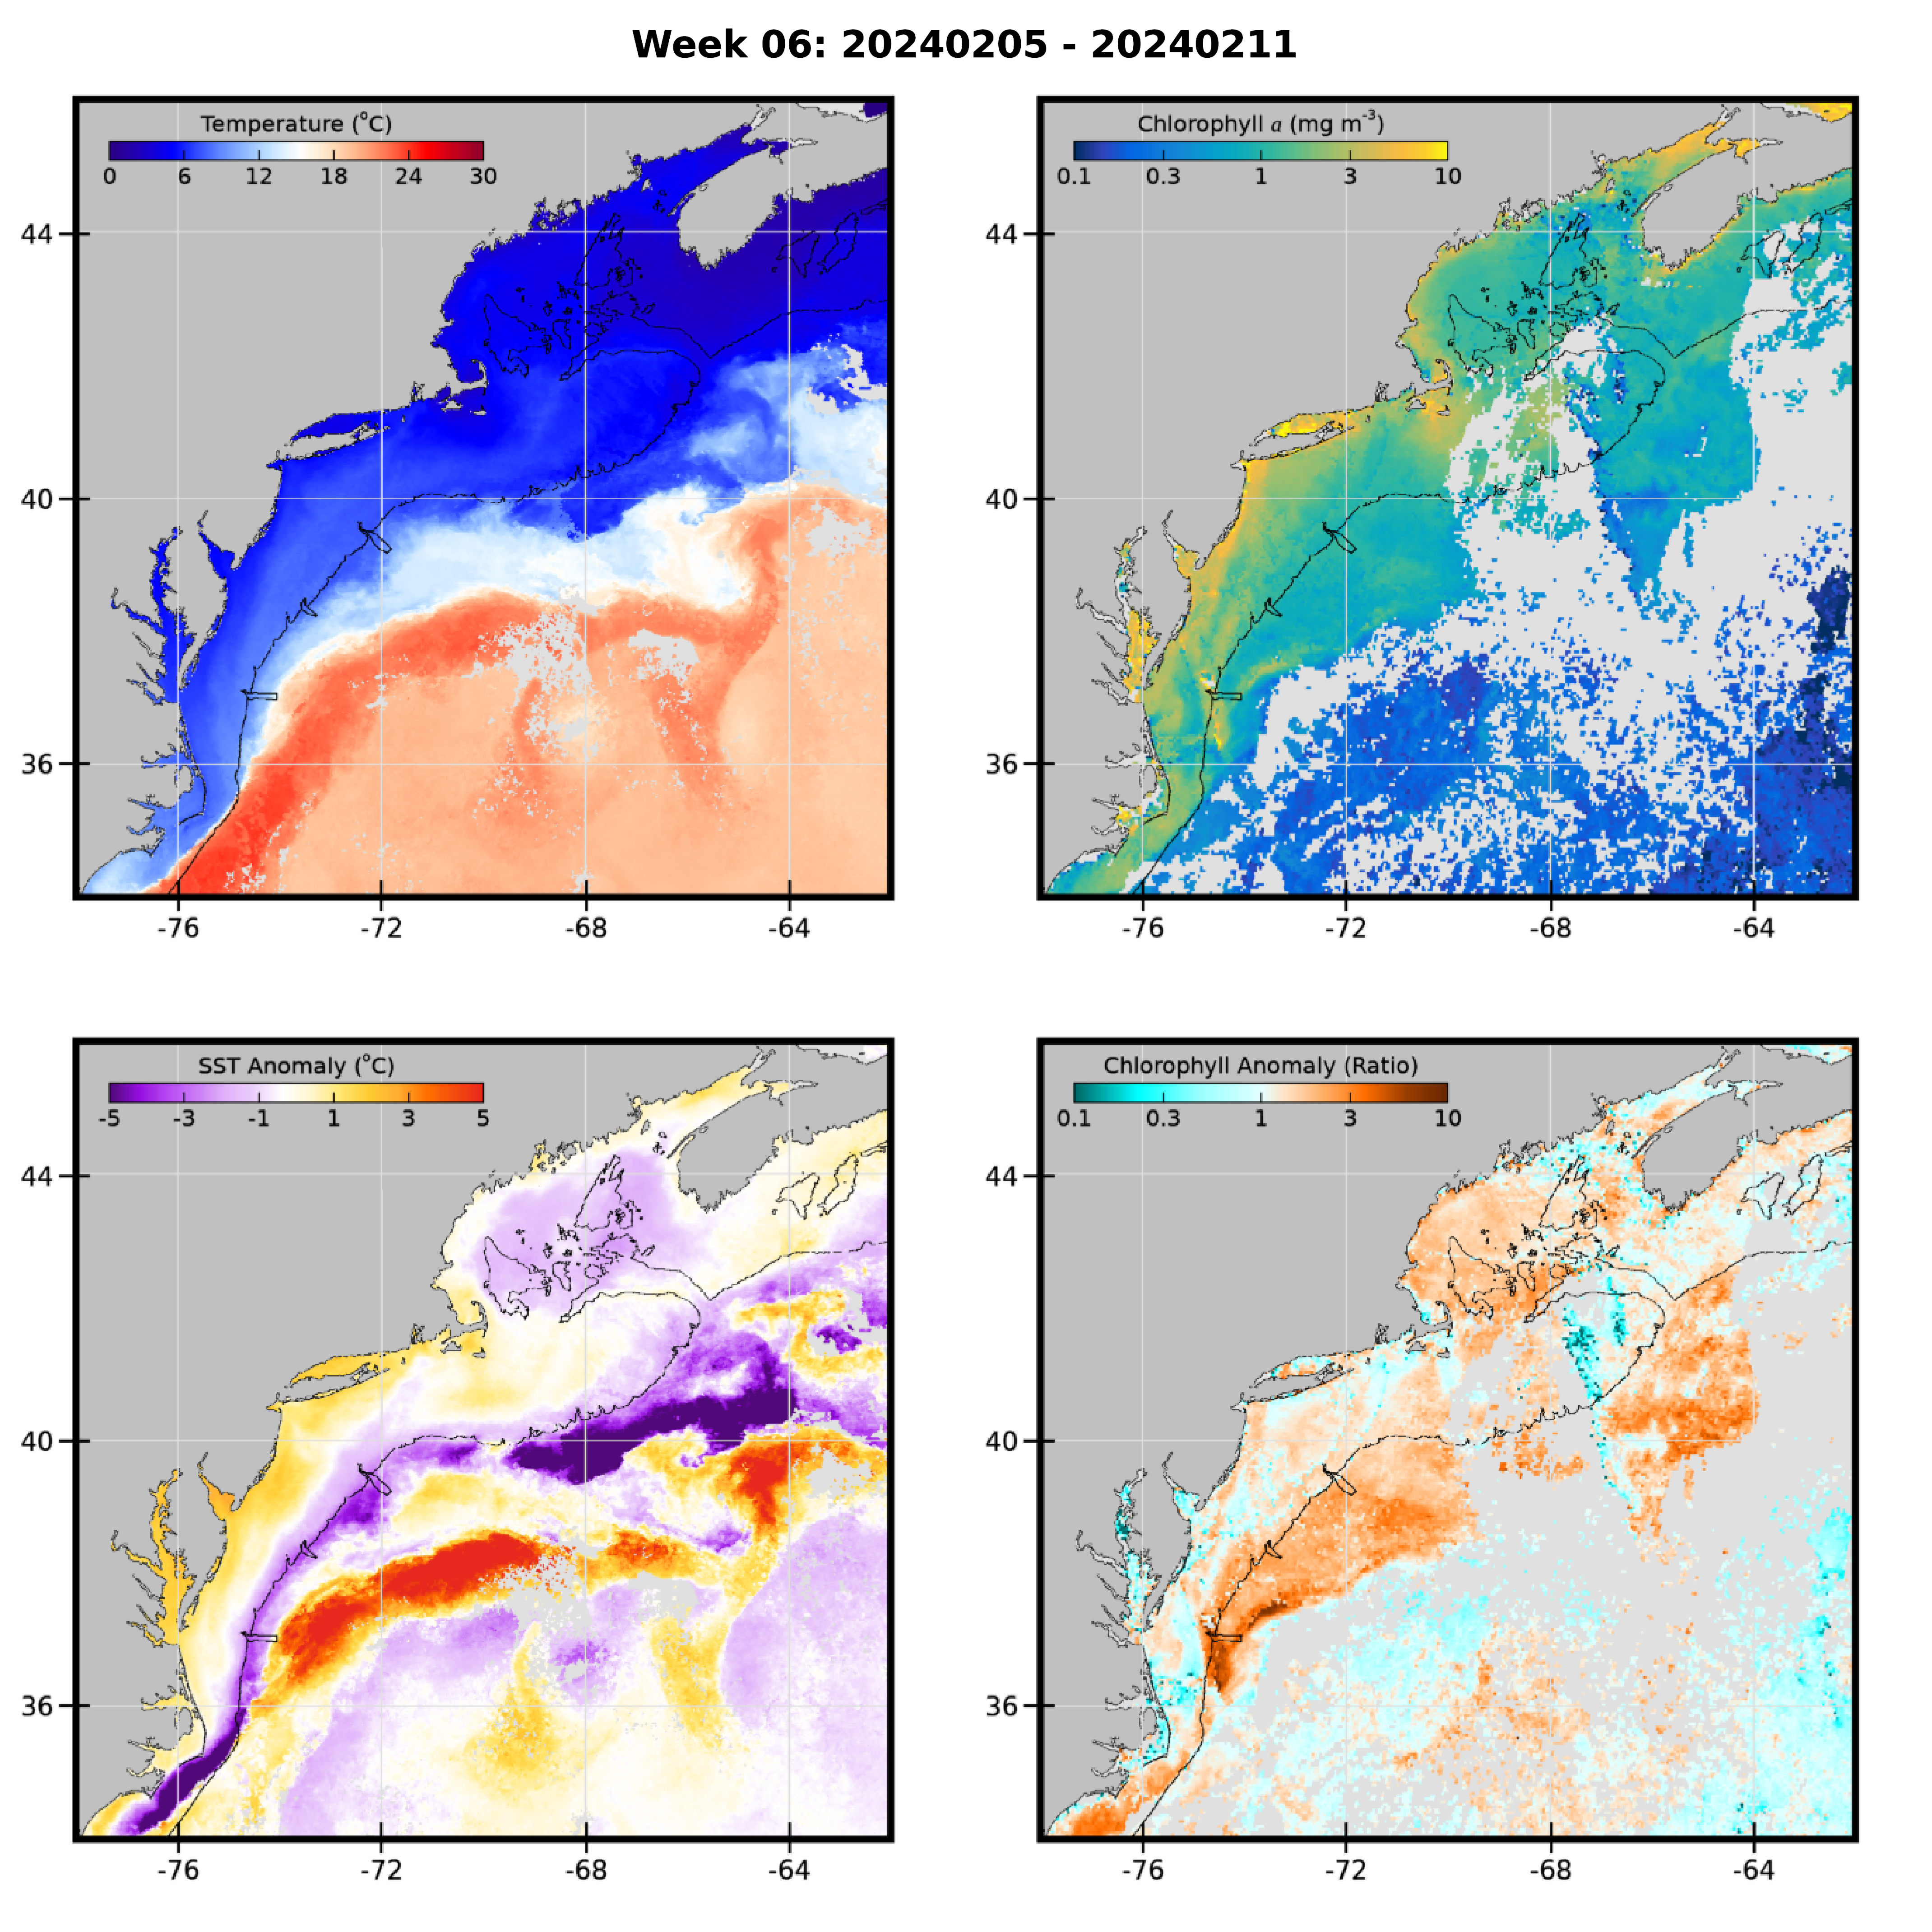 Week 06: 20240205 - 20240211
Temperature (°C)
0 6 12 18 24 30
44
40
36
-76 -72 -68 -64
Chlorophyll a (mg m⁻³)
0.1 0.3 1 3 10
44
40
36
-76 -72 -68 -64
SST Anomaly (°C)
-5 -3 -1 1 3 5
44
40
36
-76 -72 -68 -64
Chlorophyll Anomaly (Ratio)
0.1 0.3 1 3 10
44
40
36
-76 -72 -68 -64